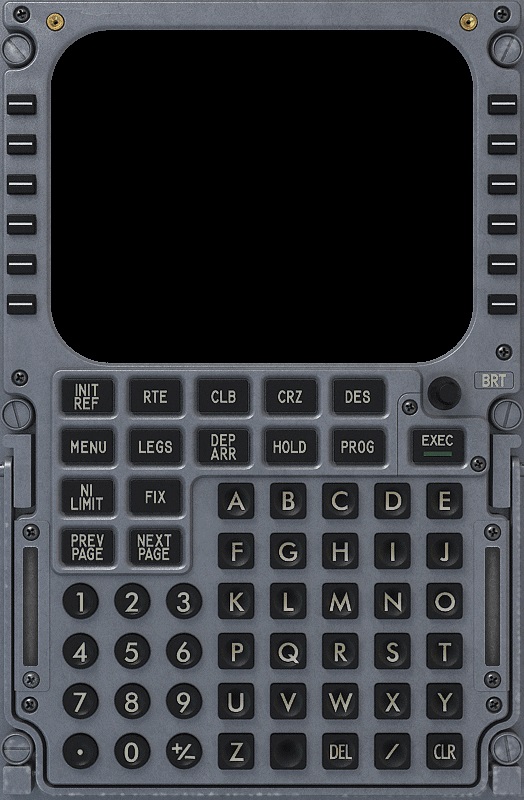 BRT
INIT REF RTE CLB CRZ DES
MENU LEGS DEP ARR HOLD PROG EXEC
NI LIMIT FIX A B C D E
PREV PAGE NEXT PAGE F G H I J
1 2 3 K L M N O
4 5 6 P Q R S T
7 8 9 U V W X Y
. 0 +/- Z DEL / CLR